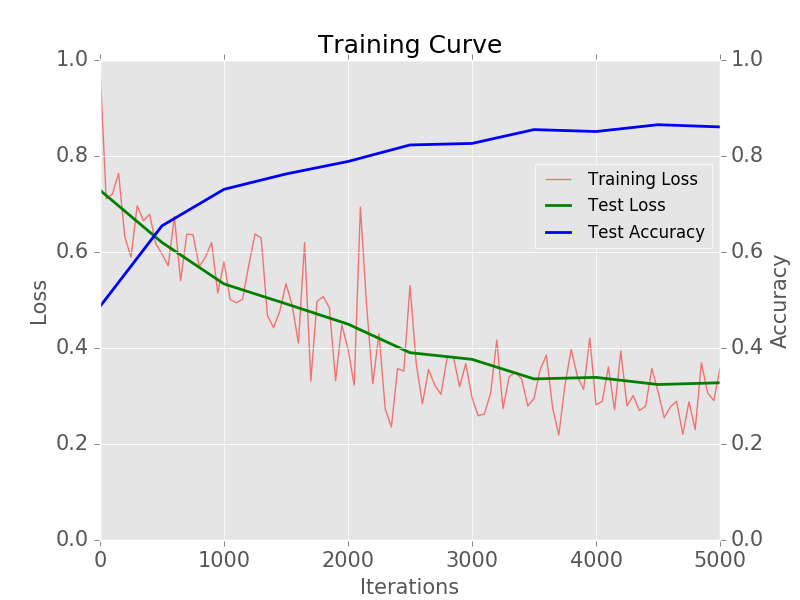 Training Curve
1.0 1.0
0.8 0.8
Training Loss
Test Loss
Test Accuracy
0.6 0.6
Loss
Accuracy
0.4 0.4
0.2 0.2
0.0 0.0
0 1000 2000 3000 4000 5000
Iterations